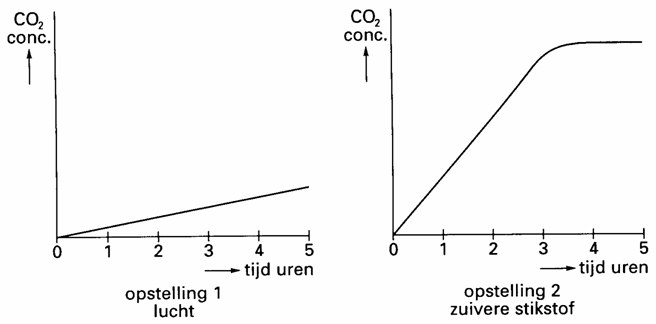 CO2
conc.
0 1 2 3 4 5
tijd uren
opstelling 1
lucht
CO2
conc.
0 1 2 3 4 5
tijd uren
opstelling 2
zuivere stikstof